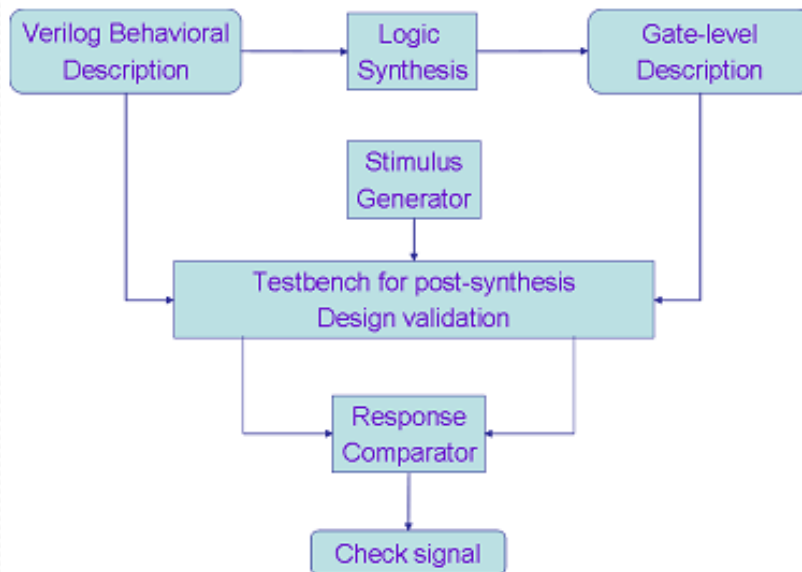 Verilog Behavioral
Description
Logic
Synthesis
Gate-level
Description
Stimulus
Generator
Testbench for post-synthesis
Design validation
Response
Comparator
Check signal